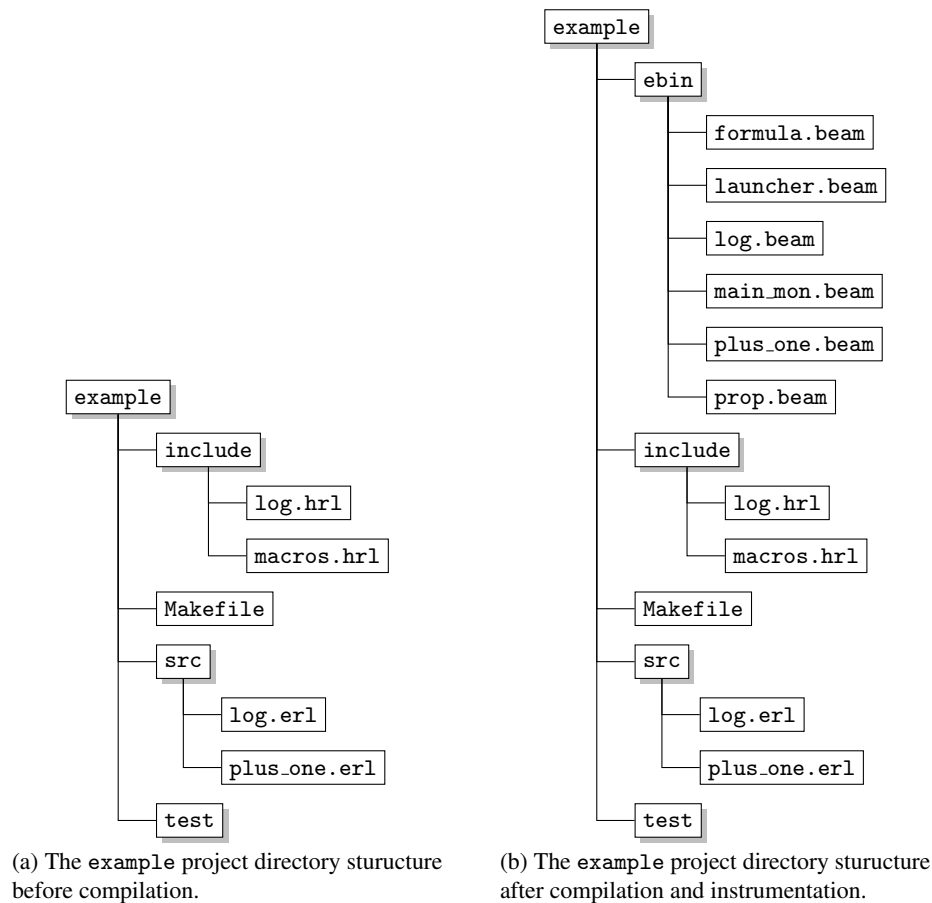 example
include
log.hrl
macros.hrl
Makefile
src
log.erl
plus_one.erl
test
(a) The example project directory sturucture
before compilation.
example
ebin
formula.beam
launcher.beam
log.beam
main_mon.beam
plus_one.beam
prop.beam
include
log.hrl
macros.hrl
Makefile
src
log.erl
plus_one.erl
test
(b) The example project directory sturucture
after compilation and instrumentation.